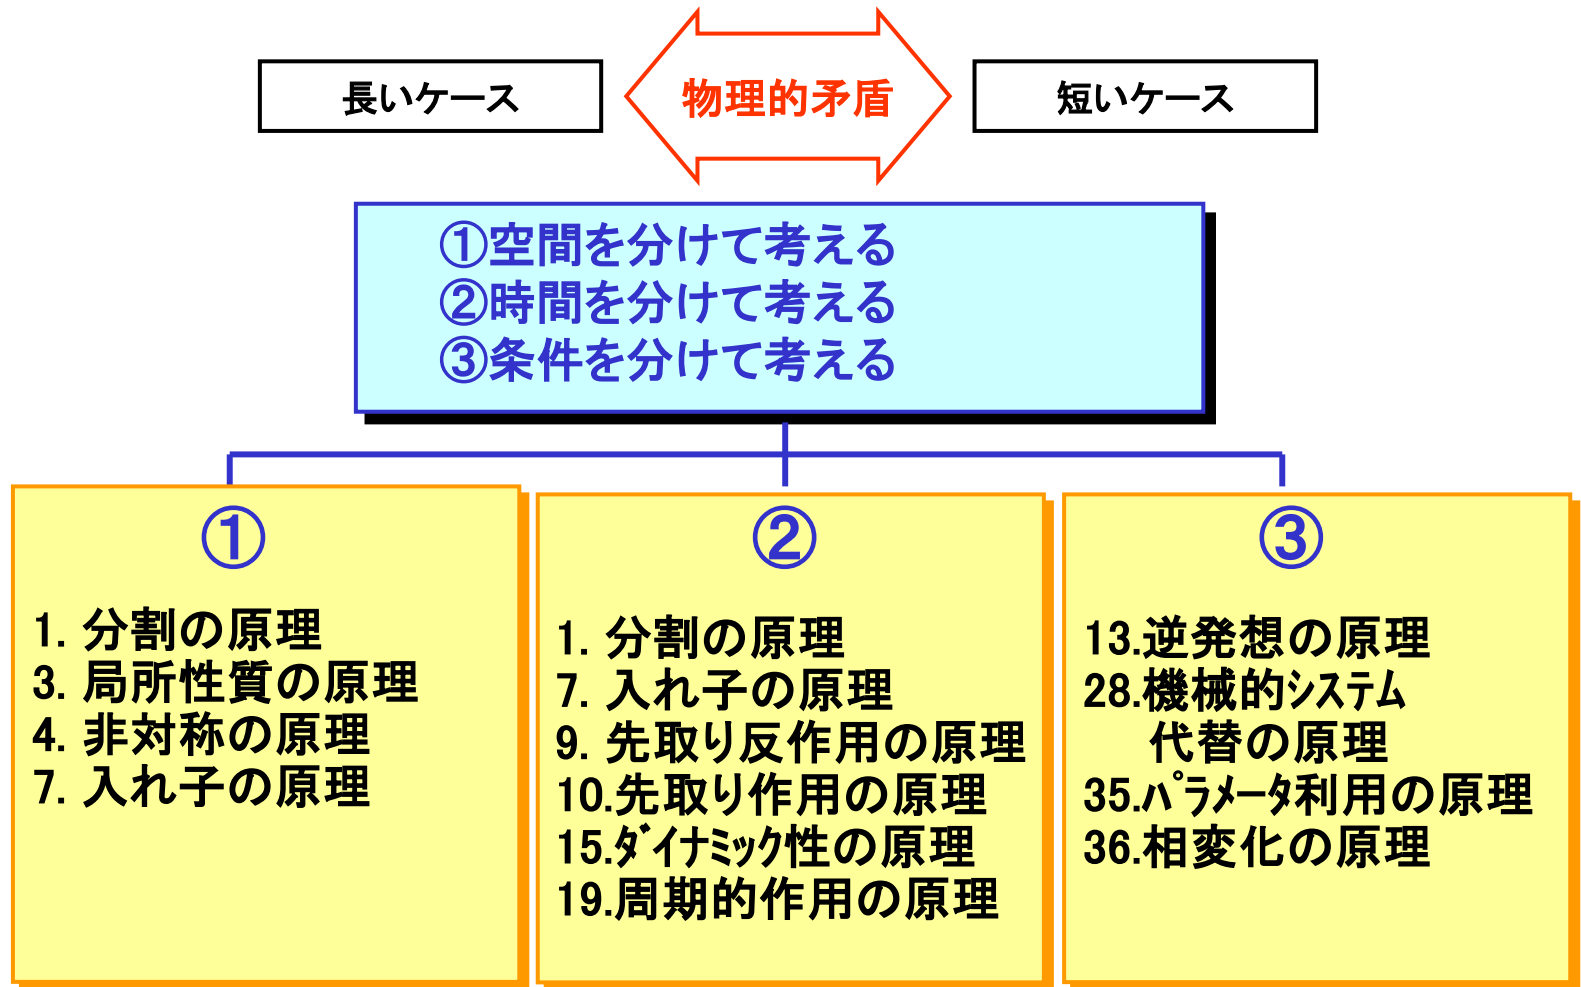 長いケース
物理的矛盾
短いケース
①空間を分けて考える
②時間を分けて考える
③条件を分けて考える
①
1. 分割の原理
3. 局所性質の原理
4. 非対称の原理
7. 入れ子の原理
②
1. 分割の原理
7. 入れ子の原理
9. 先取り反作用の原理
10.先取り作用の原理
15.ﾀﾞｲﾅﾐｯｸ性の原理
19.周期的作用の原理
③
13.逆発想の原理
28.機械的ｼｽﾃﾑ
代替の原理
35.ﾊﾟﾗﾒｰﾀ利用の原理
36.相変化の原理